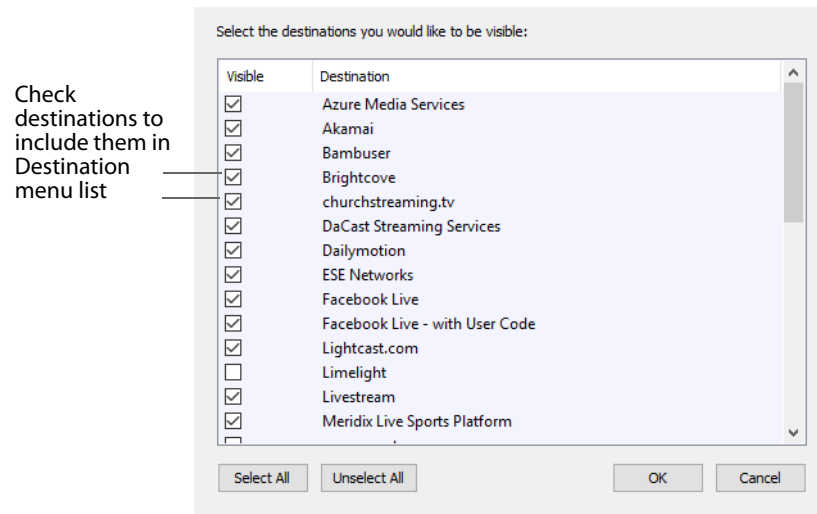 Select the destinations you would like to be visible:
Check
destinations to
include them in
Destination
menu list
Visible Destination
Azure Media Services
Akamai
Bambuser
Brightcove
churchstreaming.tv
DaCast Streaming Services
Dailymotion
ESE Networks
Facebook Live
Facebook Live - with User Code
Lightcast.com
Limelight
Livestream
Meridix Live Sports Platform
Select All Unselect All OK Cancel